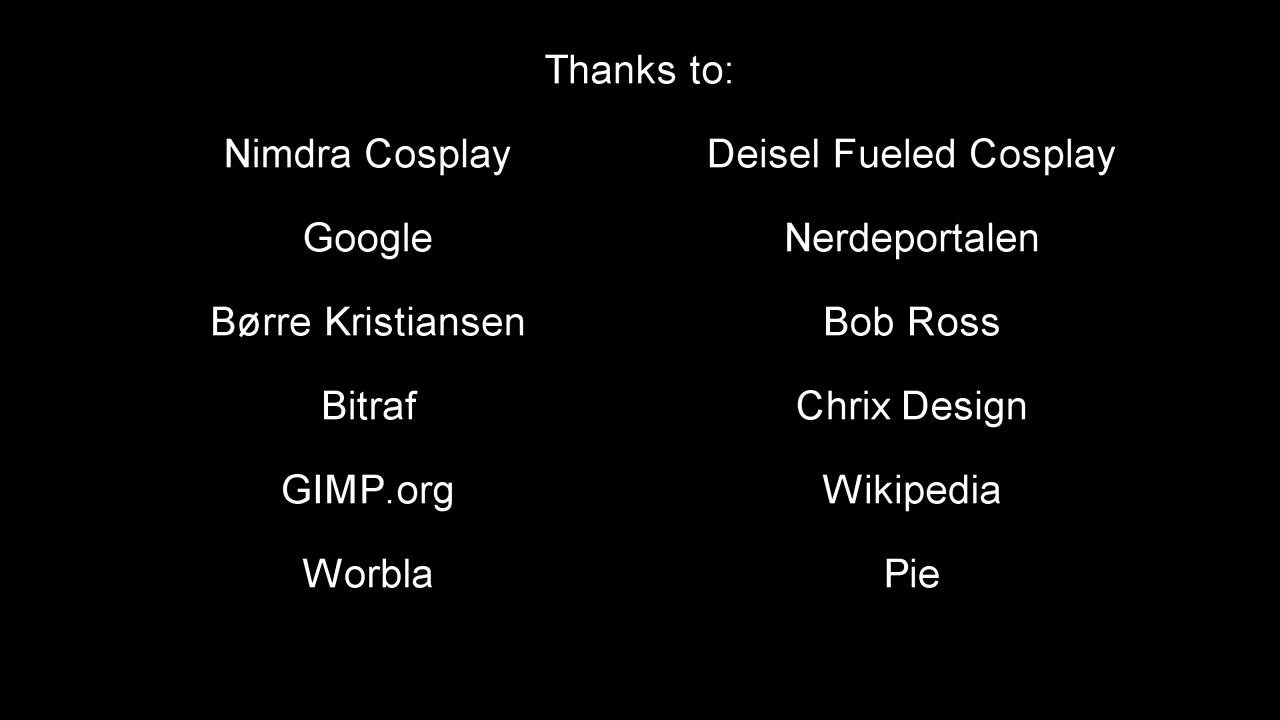 Thanks to:
Nimdra Cosplay
Deisel Fueled Cosplay
Google
Nerdeportalen
Børre Kristiansen
Bob Ross
Bitraf
Chrix Design
GIMP.org
Wikipedia
Worbla
Pie